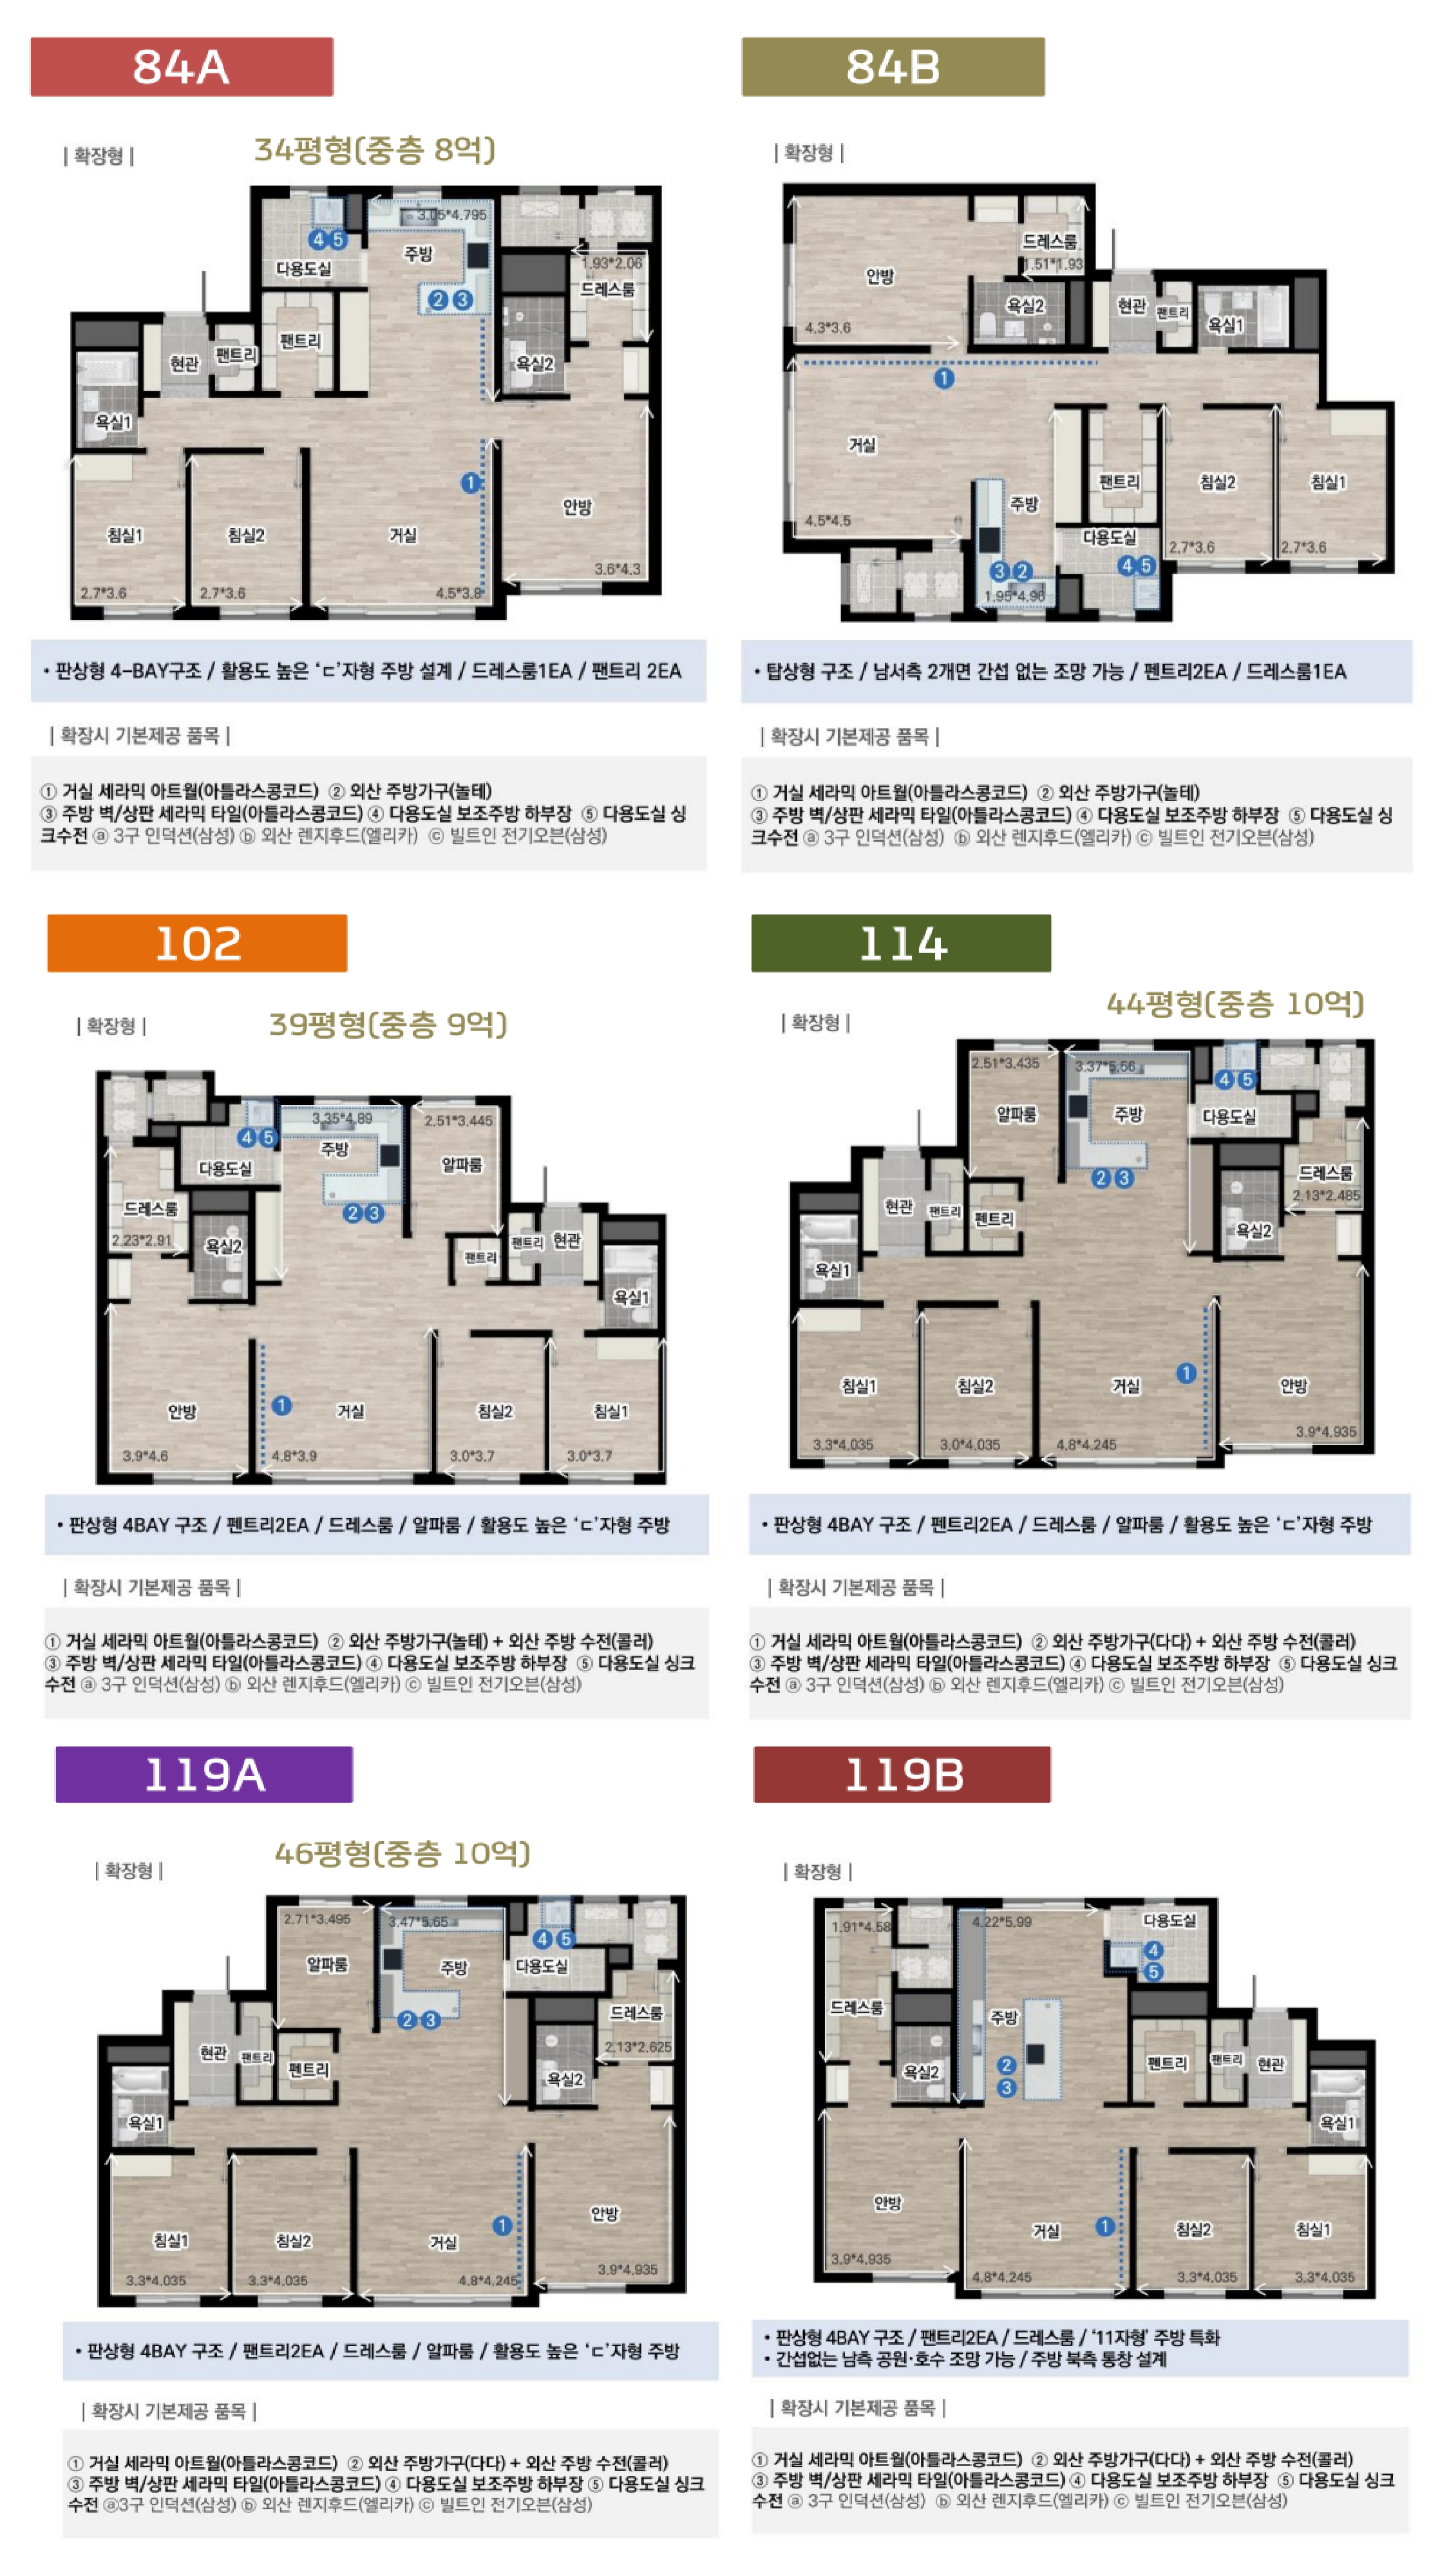 84A
34평형(중층 8억)
| 확장형 |
3.05*4.795
④⑤
주방
다용도실
1.93*2.06
드레스룸
②③
현관
팬트리
팬트리
욕실2
욕실1
①
안방
침실1
침실2
거실
2.7*3.6
2.7*3.6
4.5*3.8
3.6*4.3
• 판상형 4-BAY구조 / 활용도 높은 ‘ㄷ’자형 주방 설계 / 드레스룸1EA / 팬트리 2EA
| 확장시 기본제공 품목 |
① 거실 세라믹 아트월(아틀라스콩코드) ② 외산 주방가구(놀테)
③ 주방 벽/상판 세라믹 타일(아틀라스콩코드) ④ 다용도실 보조주방 하부장 ⑤ 다용도실 싱
크수전 ⓐ 3구 인덕션(삼성) ⓑ 외산 렌지후드(엘리카) ⓒ 빌트인 전기오븐(삼성)
84B
| 확장형 |
드레스룸
1.51*1.93
안방
욕실2
현관
팬트리
욕실1
4.3*3.6
①
거실
주방
팬트리
침실2
침실1
4.5*4.5
다용도실
2.7*3.6
2.7*3.6
③②
④⑤
1.95*4.96
• 탑상형 구조 / 남서측 2개면 간섭 없는 조망 가능 / 펜트리2EA / 드레스룸1EA
| 확장시 기본제공 품목 |
① 거실 세라믹 아트월(아틀라스콩코드) ② 외산 주방가구(놀테)
③ 주방 벽/상판 세라믹 타일(아틀라스콩코드) ④ 다용도실 보조주방 하부장 ⑤ 다용도실 싱
크수전 ⓐ 3구 인덕션(삼성) ⓑ 외산 렌지후드(엘리카) ⓒ 빌트인 전기오븐(삼성)
102
| 확장형 |
39평형(중층 9억)
3.35*4.89
2.51*3.445
④⑤
주방
다용도실
알파룸
드레스룸
②③
2.23*2.91
욕실2
팬트리
팬트리
현관
욕실1
①
안방
거실
침실2
침실1
3.9*4.6
4.8*3.9
3.0*3.7
3.0*3.7
• 판상형 4BAY 구조 / 펜트리2EA / 드레스룸 / 알파룸 / 활용도 높은 ‘ㄷ’자형 주방
| 확장시 기본제공 품목 |
① 거실 세라믹 아트월(아틀라스콩코드) ② 외산 주방가구(놀테) + 외산 주방 수전(콜러)
③ 주방 벽/상판 세라믹 타일(아틀라스콩코드) ④ 다용도실 보조주방 하부장 ⑤ 다용도실 싱크
수전 ⓐ 3구 인덕션(삼성) ⓑ 외산 렌지후드(엘리카) ⓒ 빌트인 전기오븐(삼성)
114
44평형(중층 10억)
| 확장형 |
2.51*3.435
3.37*5.56
④⑤
알파룸
주방
다용도실
②③
드레스룸
2.13*2.485
현관
팬트리
펜트리
욕실2
욕실1
①
침실1
침실2
거실
안방
3.3*4.035
3.0*4.035
4.8*4.245
3.9*4.935
• 판상형 4BAY 구조 / 펜트리2EA / 드레스룸 / 알파룸 / 활용도 높은 ‘ㄷ’자형 주방
| 확장시 기본제공 품목 |
① 거실 세라믹 아트월(아틀라스콩코드) ② 외산 주방가구(다다) + 외산 주방 수전(콜러)
③ 주방 벽/상판 세라믹 타일(아틀라스콩코드) ④ 다용도실 보조주방 하부장 ⑤ 다용도실 싱크
수전 ⓐ 3구 인덕션(삼성) ⓑ 외산 렌지후드(엘리카) ⓒ 빌트인 전기오븐(삼성)
119A
46평형(중층 10억)
| 확장형 |
2.71*3.495
3.47*5.65
④⑤
알파룸
주방
다용도실
②③
드레스룸
2.13*2.625
현관
팬트리
펜트리
욕실2
욕실1
①
침실1
침실2
거실
안방
3.3*4.035
3.3*4.035
4.8*4.245
3.9*4.935
• 판상형 4BAY 구조 / 팬트리2EA / 드레스룸 / 알파룸 / 활용도 높은 ‘ㄷ’자형 주방
| 확장시 기본제공 품목 |
① 거실 세라믹 아트월(아틀라스콩코드) ② 외산 주방가구(다다) + 외산 주방 수전(콜러)
③ 주방 벽/상판 세라믹 타일(아틀라스콩코드) ④ 다용도실 보조주방 하부장 ⑤ 다용도실 싱크
수전 ⓐ3구 인덕션(삼성) ⓑ 외산 렌지후드(엘리카) ⓒ 빌트인 전기오븐(삼성)
119B
| 확장형 |
1.91*4.58
4.22*5.99
다용도실
④
⑤
드레스룸
주방
욕실2
②
③
펜트리
팬트리
현관
욕실1
안방
거실
①
침실2
침실1
3.9*4.935
4.8*4.245
3.3*4.035
3.3*4.035
• 판상형 4BAY 구조 / 팬트리2EA / 드레스룸 / ‘11자형’ 주방 특화
• 간섭없는 남측 공원·호수 조망 가능 / 주방 북측 통창 설계
| 확장시 기본제공 품목 |
① 거실 세라믹 아트월(아틀라스콩코드) ② 외산 주방가구(다다) + 외산 주방 수전(콜러)
③ 주방 벽/상판 세라믹 타일(아틀라스콩코드) ④ 다용도실 보조주방 하부장 ⑤ 다용도실 싱크
수전 ⓐ 3구 인덕션(삼성) ⓑ 외산 렌지후드(엘리카) ⓒ 빌트인 전기오븐(삼성)